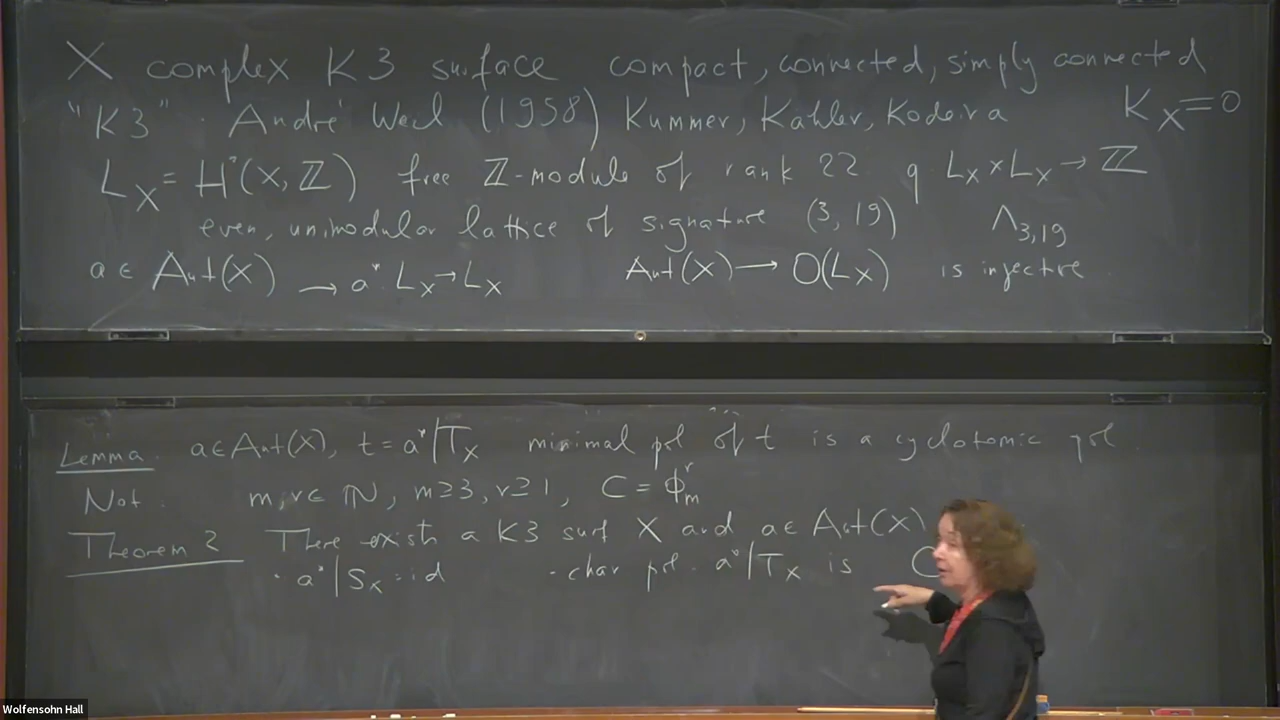 X complex K3 surface compact, connected, simply connected
"K3" : André Weil (1958) Kummer, Kähler, Kodaira K_X = 0
L_X = H²(X, ℤ) free ℤ-module of rank 22 q L_X × L_X → ℤ
even, unimodular lattice of signature (3, 19) Λ_{3,19}
a ∈ Aut(X) → a* : L_X → L_X Aut(X) → O(L_X) is injective
Lemma. a ∈ Aut(X), t = a*|T_X minimal pol of t is a cyclotomic pol.
Not : m, r ∈ ℕ, m ≥ 3, r ≥ 1, C = Φ_m^r
Theorem 2 There exist a K3 surf X and a ∈ Aut(X)
· a*|S_X = id · char pol. a*|T_X is C
Wolfensohn Hall